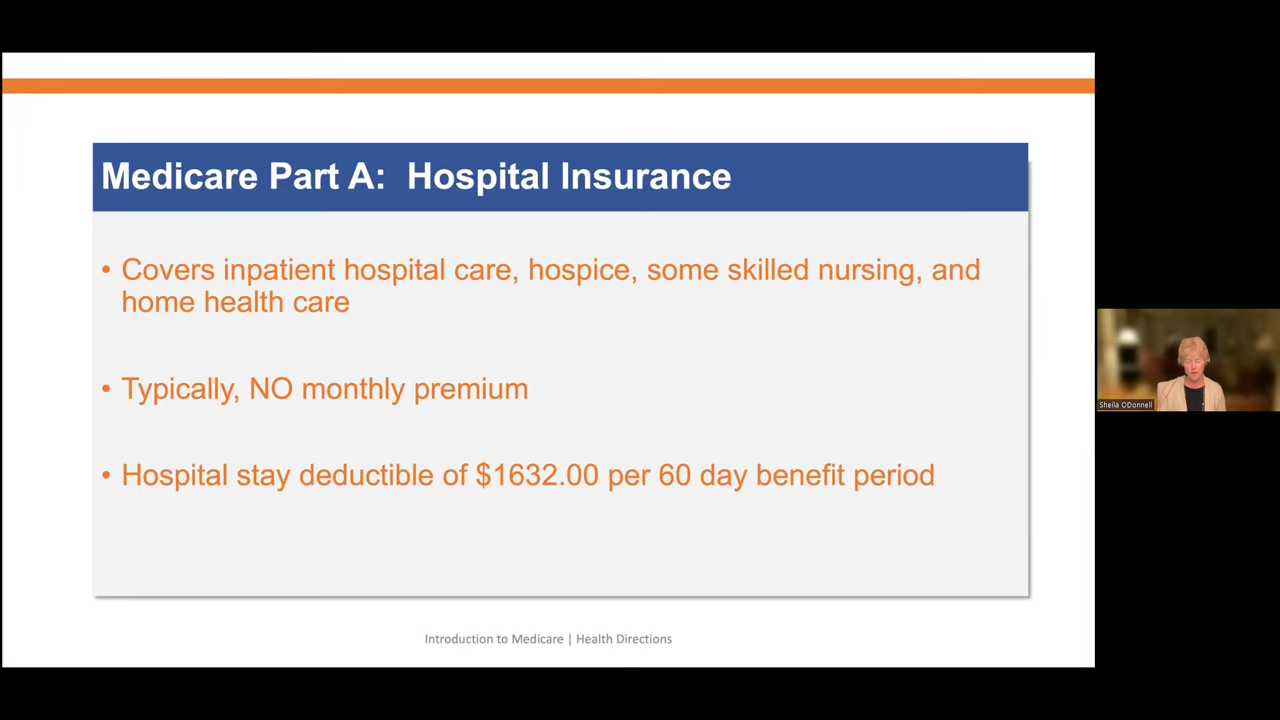 Medicare Part A:  Hospital Insurance
• Covers inpatient hospital care, hospice, some skilled nursing, and
home health care
• Typically, NO monthly premium
• Hospital stay deductible of $1632.00 per 60 day benefit period
Sheila ODonnell
Introduction to Medicare | Health Directions